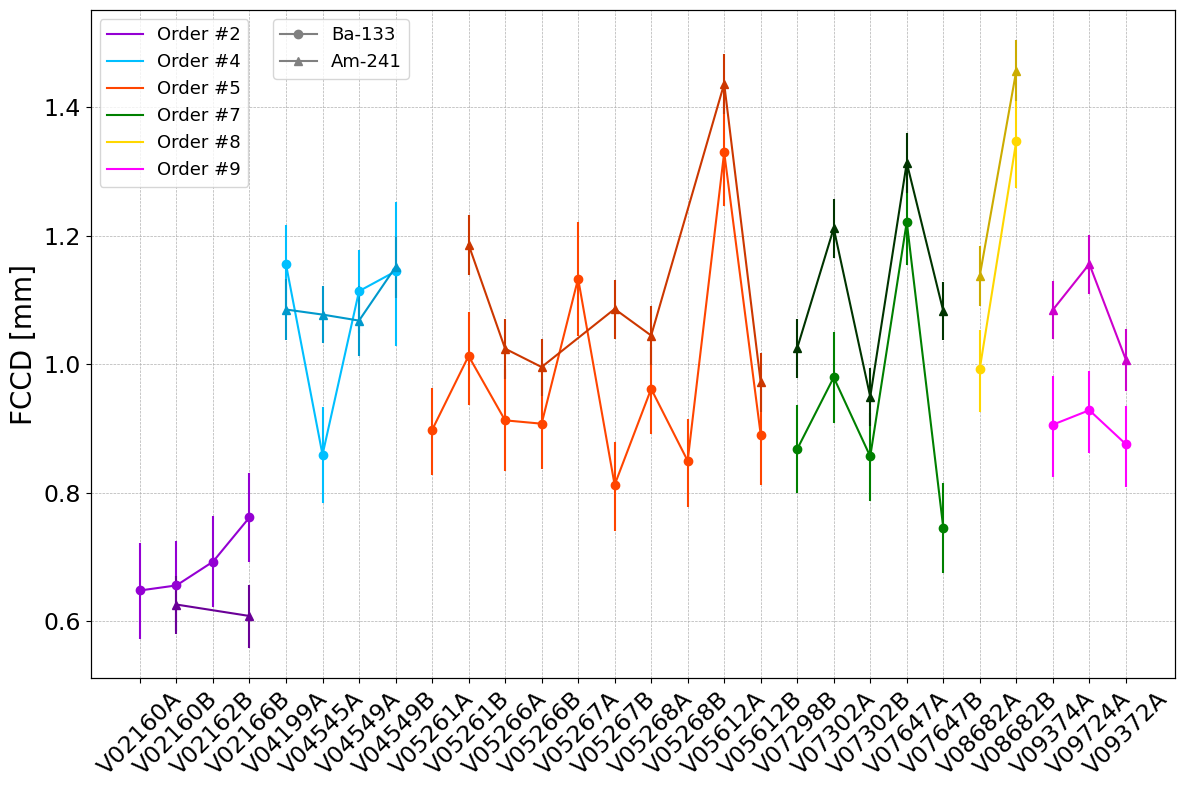 Order #2
Order #4
Order #5
Order #7
Order #8
Order #9
Ba-133
Am-241
FCCD [mm]
1.4
1.2
1.0
0.8
0.6
V02160A
V02160B
V02162B
V02166B
V04199A
V04545A
V04549A
V04549B
V05261A
V05261B
V05266A
V05266B
V05267A
V05267B
V05268A
V05268B
V05612A
V05612B
V07298B
V07302A
V07302B
V07647A
V07647B
V08682A
V08682B
V09374A
V09724A
V09372A